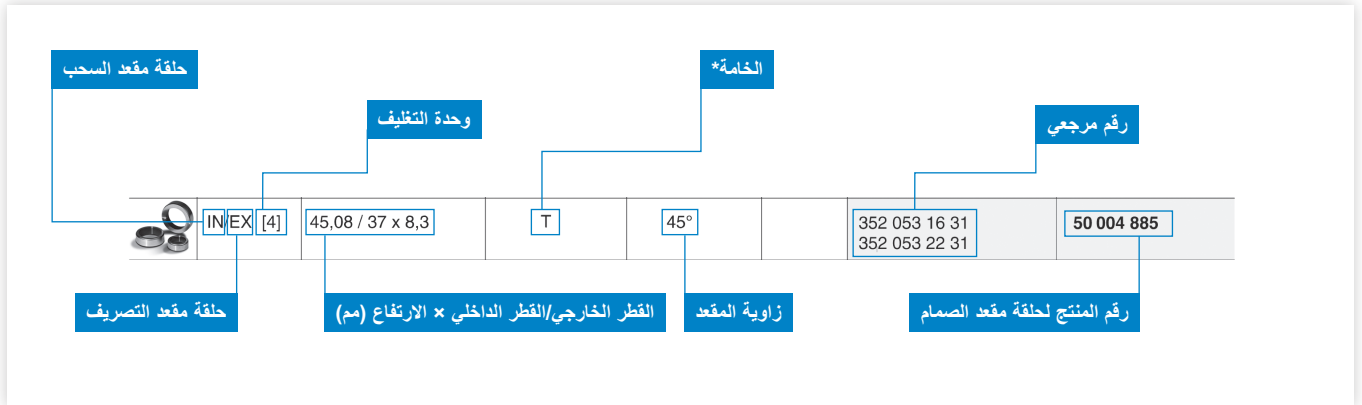 حلقة مقعد السحب
الخامة*
وحدة التغليف
رقم مرجعي
IN/EX [4]
45,08 / 37 x 8,3
T
45°
352 053 16 31
352 053 22 31
50 004 885
حلقة مقعد التصريف
القطر الخارجي/القطر الداخلي × الارتفاع (مم)
زاوية المقعد
رقم المنتج لحلقة مقعد الصمام